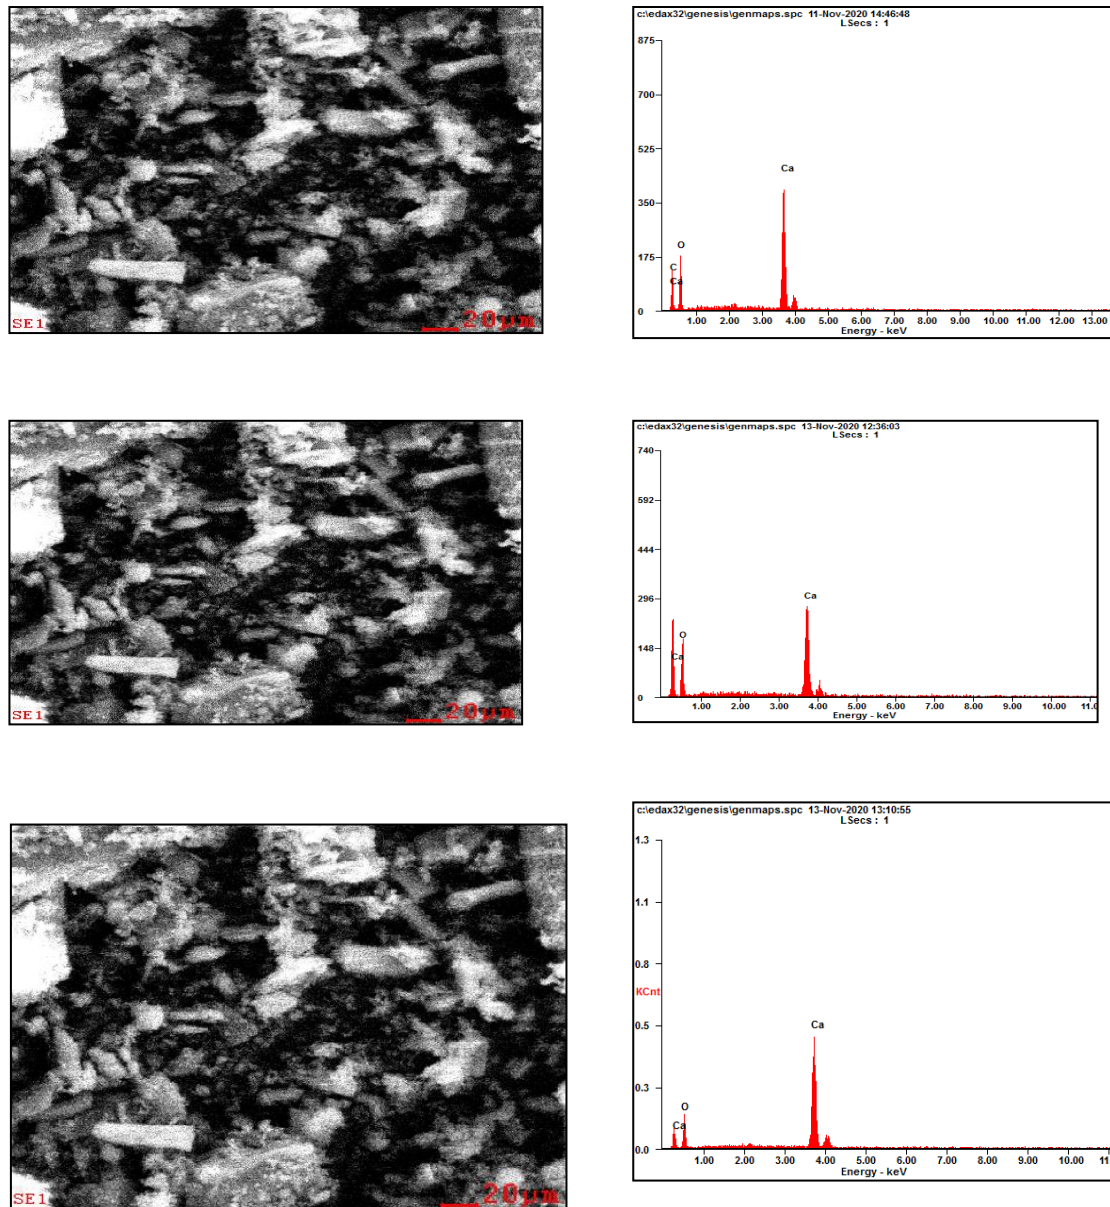 SE1 20µm
c:\edax32\genesis\genmaps.spc 11-Nov-2020 14:46:48
LSecs : 1
875
700
525
350
175
0
Ca
O
C
Ca
1.00 2.00 3.00 4.00 5.00 6.00 7.00 8.00 9.00 10.00 11.00 12.00 13.00
Energy - keV
SE1 20µm
c:\edax32\genesis\genmaps.spc 13-Nov-2020 12:36:03
LSecs : 1
740
592
444
296
148
0
Ca
O
Ca
1.00 2.00 3.00 4.00 5.00 6.00 7.00 8.00 9.00 10.00 11.0
Energy - keV
SE1 20µm
c:\edax32\genesis\genmaps.spc 13-Nov-2020 13:10:55
LSecs : 1
1.3
1.1
0.8
KCnt
0.5
0.3
0.0
Ca
O
Ca
1.00 2.00 3.00 4.00 5.00 6.00 7.00 8.00 9.00 10.00 11.
Energy - keV